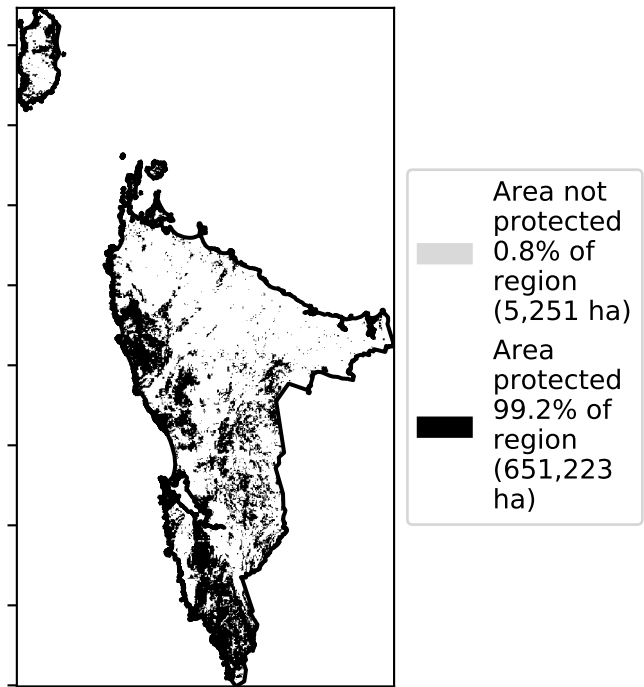 Area not
protected
0.8% of
region
(5,251 ha)
Area
protected
99.2% of
region
(651,223
ha)